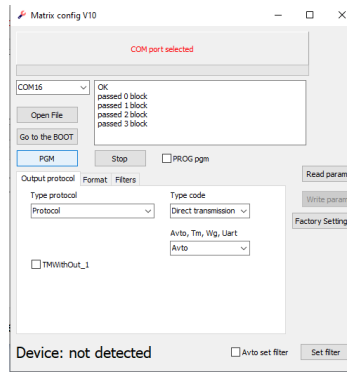 Matrix config V10
COM port selected
COM16
OK
passed 0 block
passed 1 block
passed 2 block
passed 3 block
Open File
Go to the BOOT
PGM
Stop
PROG pgm
Read param
Output protocol
Format
Filters
Type protocol
Type code
Write param
Protocol
Direct transmission
Factory Setting
Avto, Tm, Wg, Uart
Avto
TMWithOut_1
Device: not detected
Avto set filter
Set filter